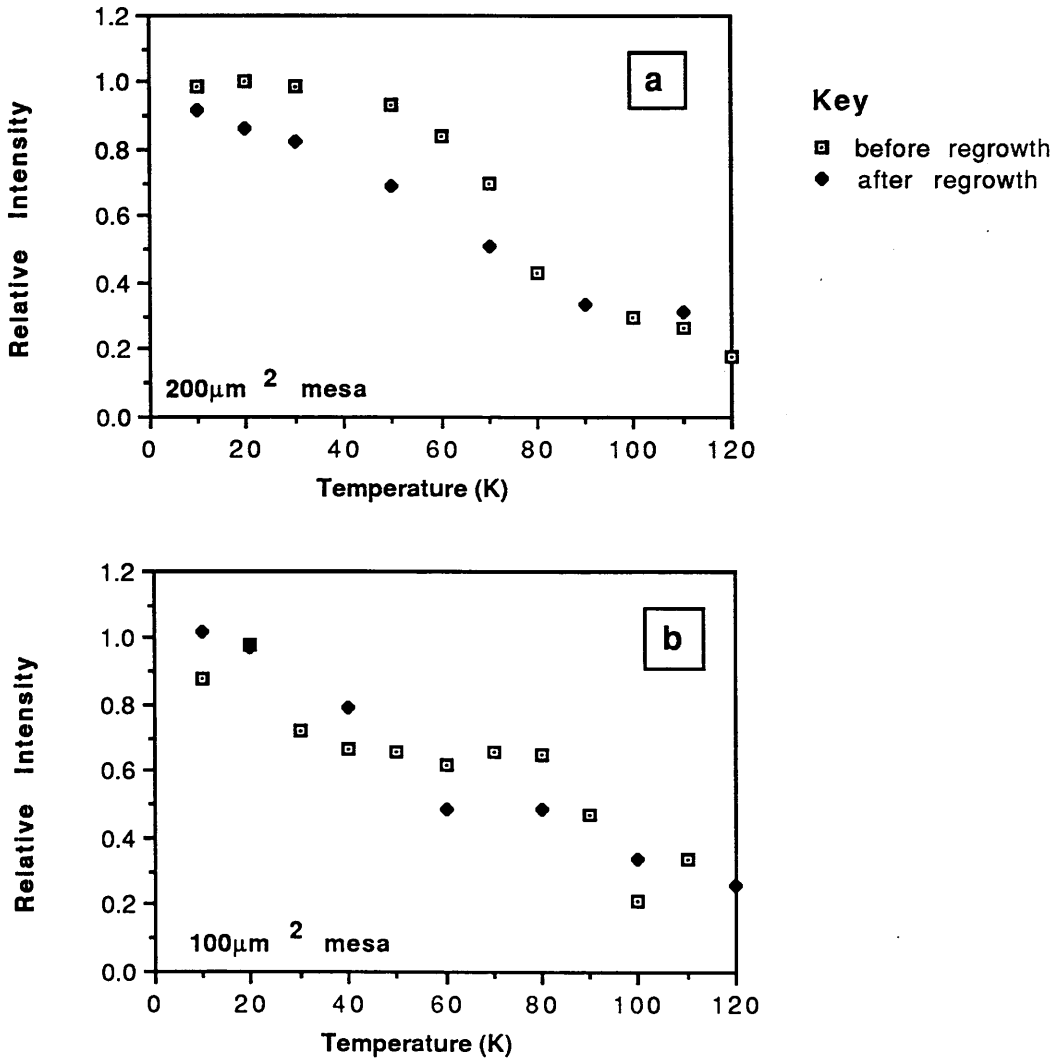 1.2
1.0
0.8
0.6
0.4
0.2
0.0
Relative Intensity
a
200µm 2 mesa
0 20 40 60 80 100 120
Temperature (K)
Key
before regrowth
after regrowth
1.2
1.0
0.8
0.6
0.4
0.2
0.0
Relative Intensity
b
100µm 2 mesa
0 20 40 60 80 100 120
Temperature (K)